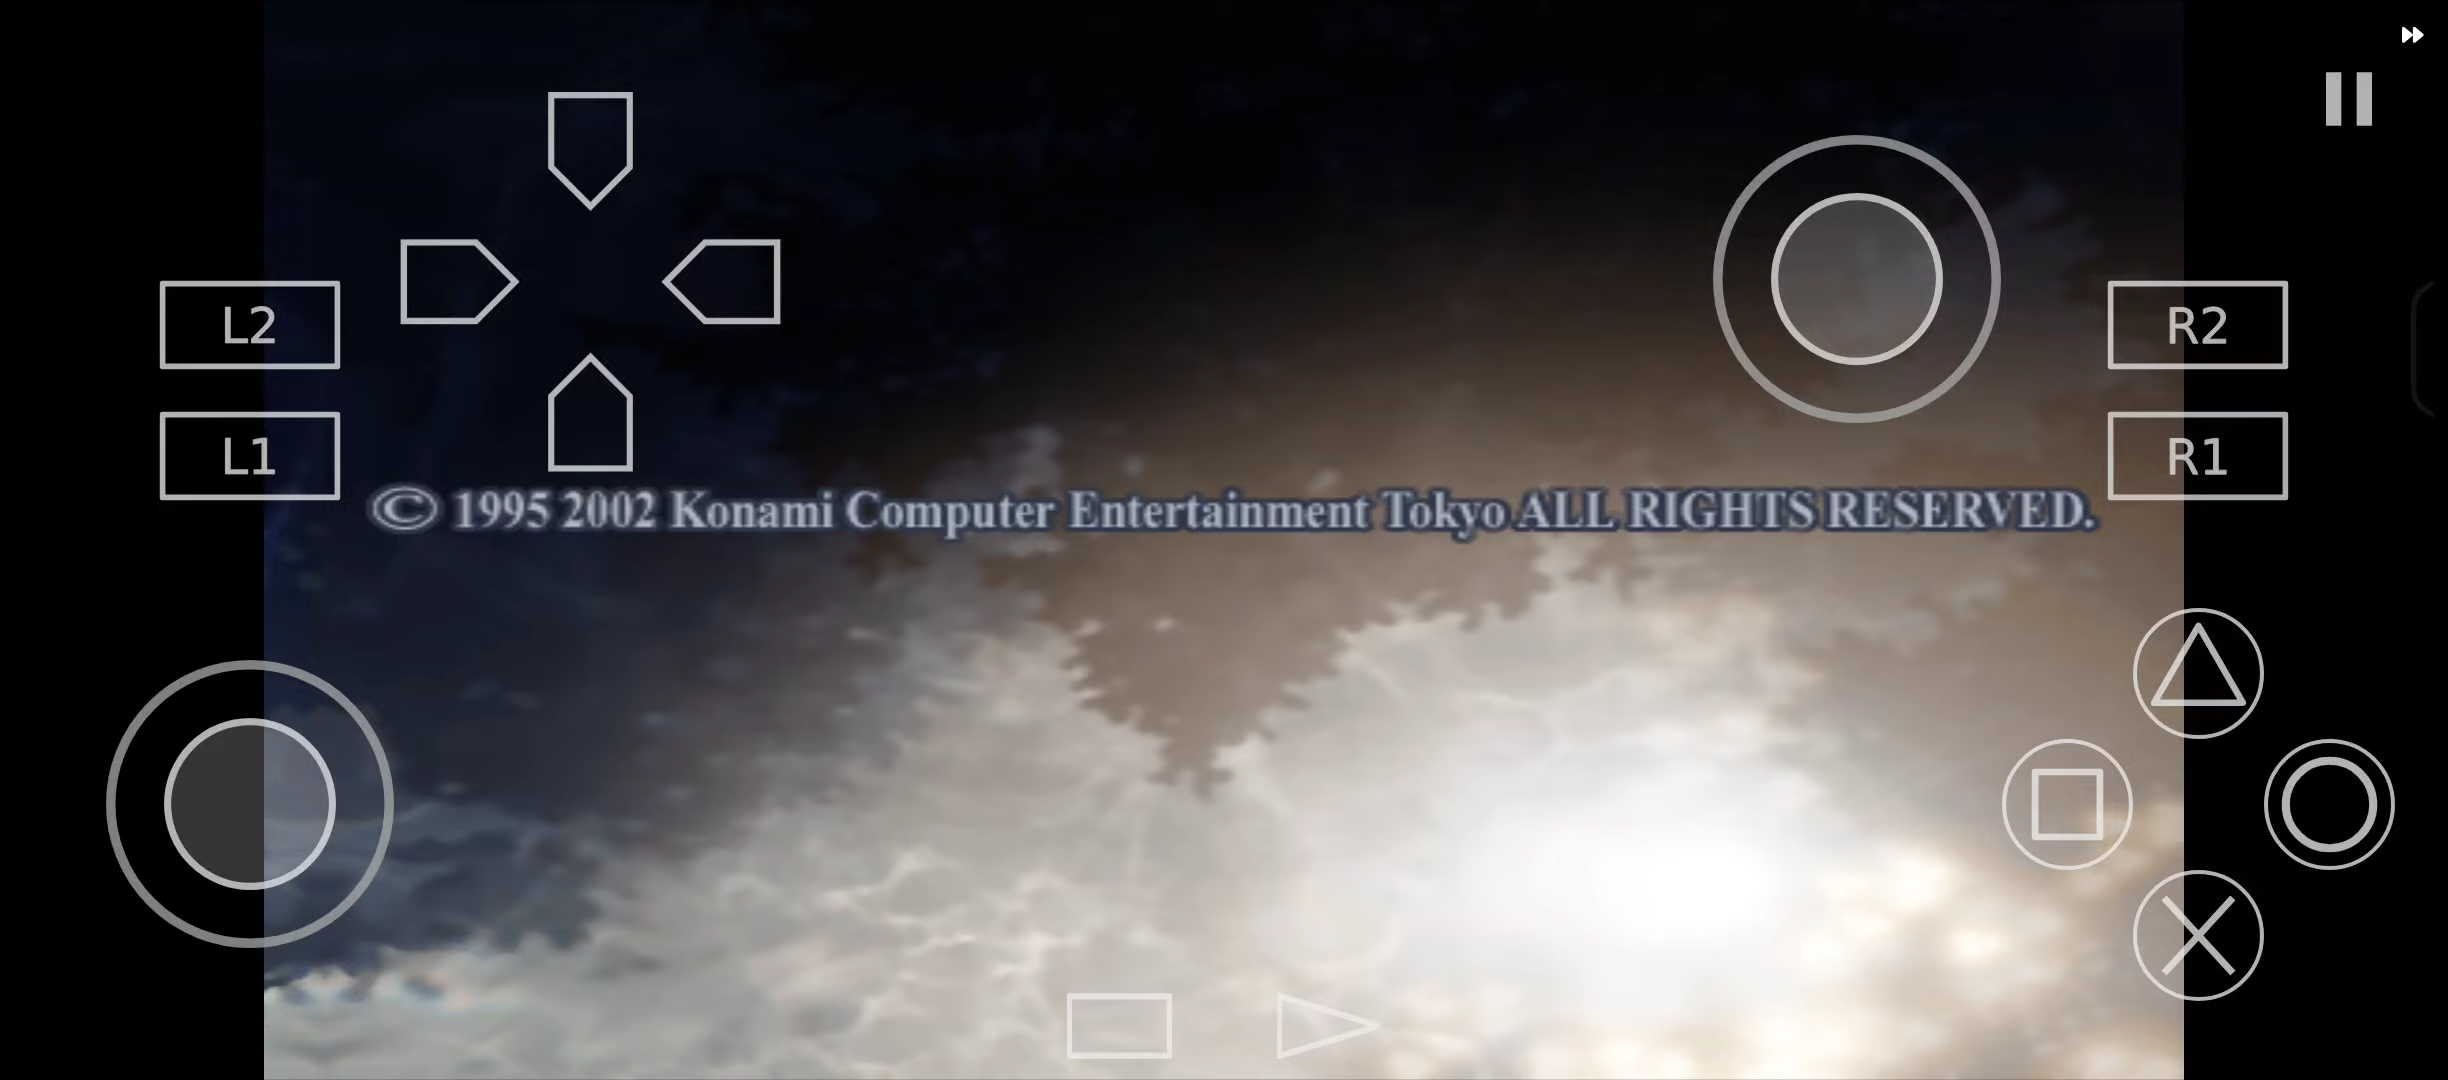 L2
R2
L1
R1
© 1995 2002 Konami Computer Entertainment Tokyo ALL RIGHTS RESERVED.